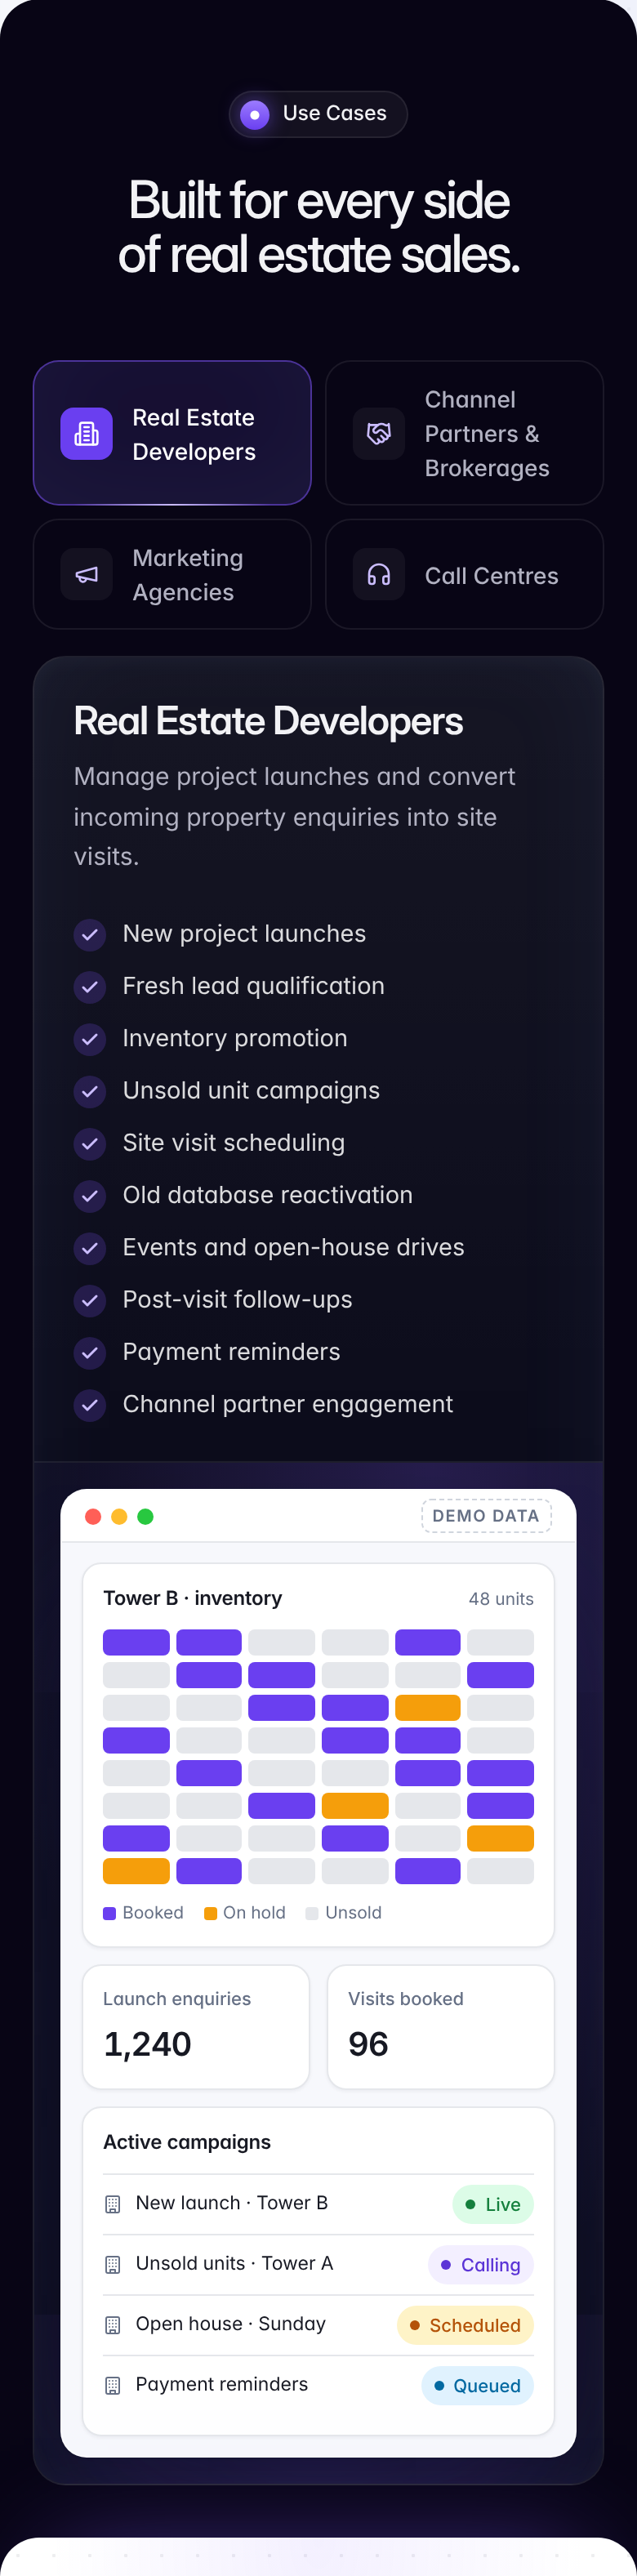 Use Cases
Built for every side
of real estate sales.
Real Estate
Developers
Channel
Partners &
Brokerages
Marketing
Agencies
Call Centres
Real Estate Developers
Manage project launches and convert
incoming property enquiries into site
visits.
New project launches
Fresh lead qualification
Inventory promotion
Unsold unit campaigns
Site visit scheduling
Old database reactivation
Events and open-house drives
Post-visit follow-ups
Payment reminders
Channel partner engagement
DEMO DATA
Tower B · inventory
48 units
Booked
On hold
Unsold
Launch enquiries
1,240
Visits booked
96
Active campaigns
New launch · Tower B
Live
Unsold units · Tower A
Calling
Open house · Sunday
Scheduled
Payment reminders
Queued